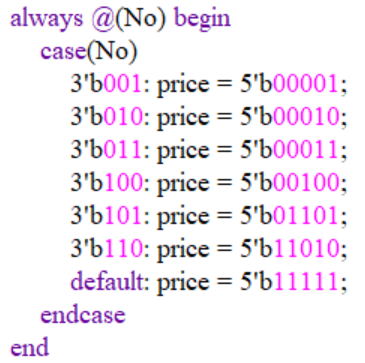 always @(No) begin
case(No)
3'b001: price = 5'b00001;
3'b010: price = 5'b00010;
3'b011: price = 5'b00011;
3'b100: price = 5'b00100;
3'b101: price = 5'b01101;
3'b110: price = 5'b11010;
default: price = 5'b11111;
endcase
end